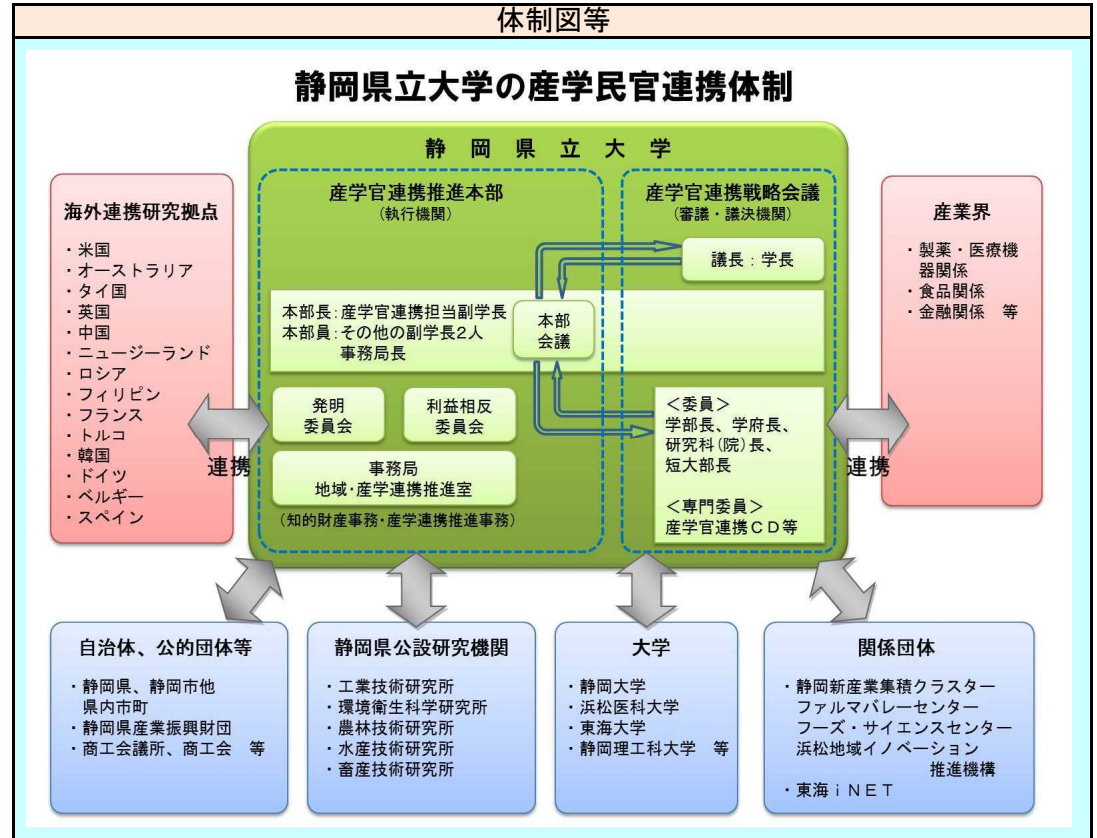 体制図等
静岡県立大学の産学民官連携体制
静岡県立大学
産学官連携推進本部
(執行機関)
本部長：産学官連携担当副学長
本部員：その他の副学長2人
事務局長
本部
会議
発明
委員会
利益相反
委員会
事務局
地域・産学連携推進室
(知的財産事務・産学連携推進事務)
産学官連携戦略会議
(審議・議決機関)
議長：学長
＜委員＞
学部長、学府長、
研究科(院)長、
短大部長
＜専門委員＞
産学官連携ＣＤ等
海外連携研究拠点
・米国
・オーストラリア
・タイ国
・英国
・中国
・ニュージーランド
・ロシア
・フィリピン
・フランス
・トルコ
・韓国
・ドイツ
・ベルギー
・スペイン
連携
産業界
・製薬・医療機
器関係
・食品関係
・金融関係　等
連携
自治体、公的団体等
・静岡県、静岡市他
県内市町
・静岡県産業振興財団
・商工会議所、商工会　等
静岡県公設研究機関
・工業技術研究所
・環境衛生科学研究所
・農林技術研究所
・水産技術研究所
・畜産技術研究所
大学
・静岡大学
・浜松医科大学
・東海大学
・静岡理工科大学　等
関係団体
・静岡新産業集積クラスター
ファルマバレーセンター
フーズ・サイエンスセンター
浜松地域イノベーション
推進機構
・東海ｉＮＥＴ